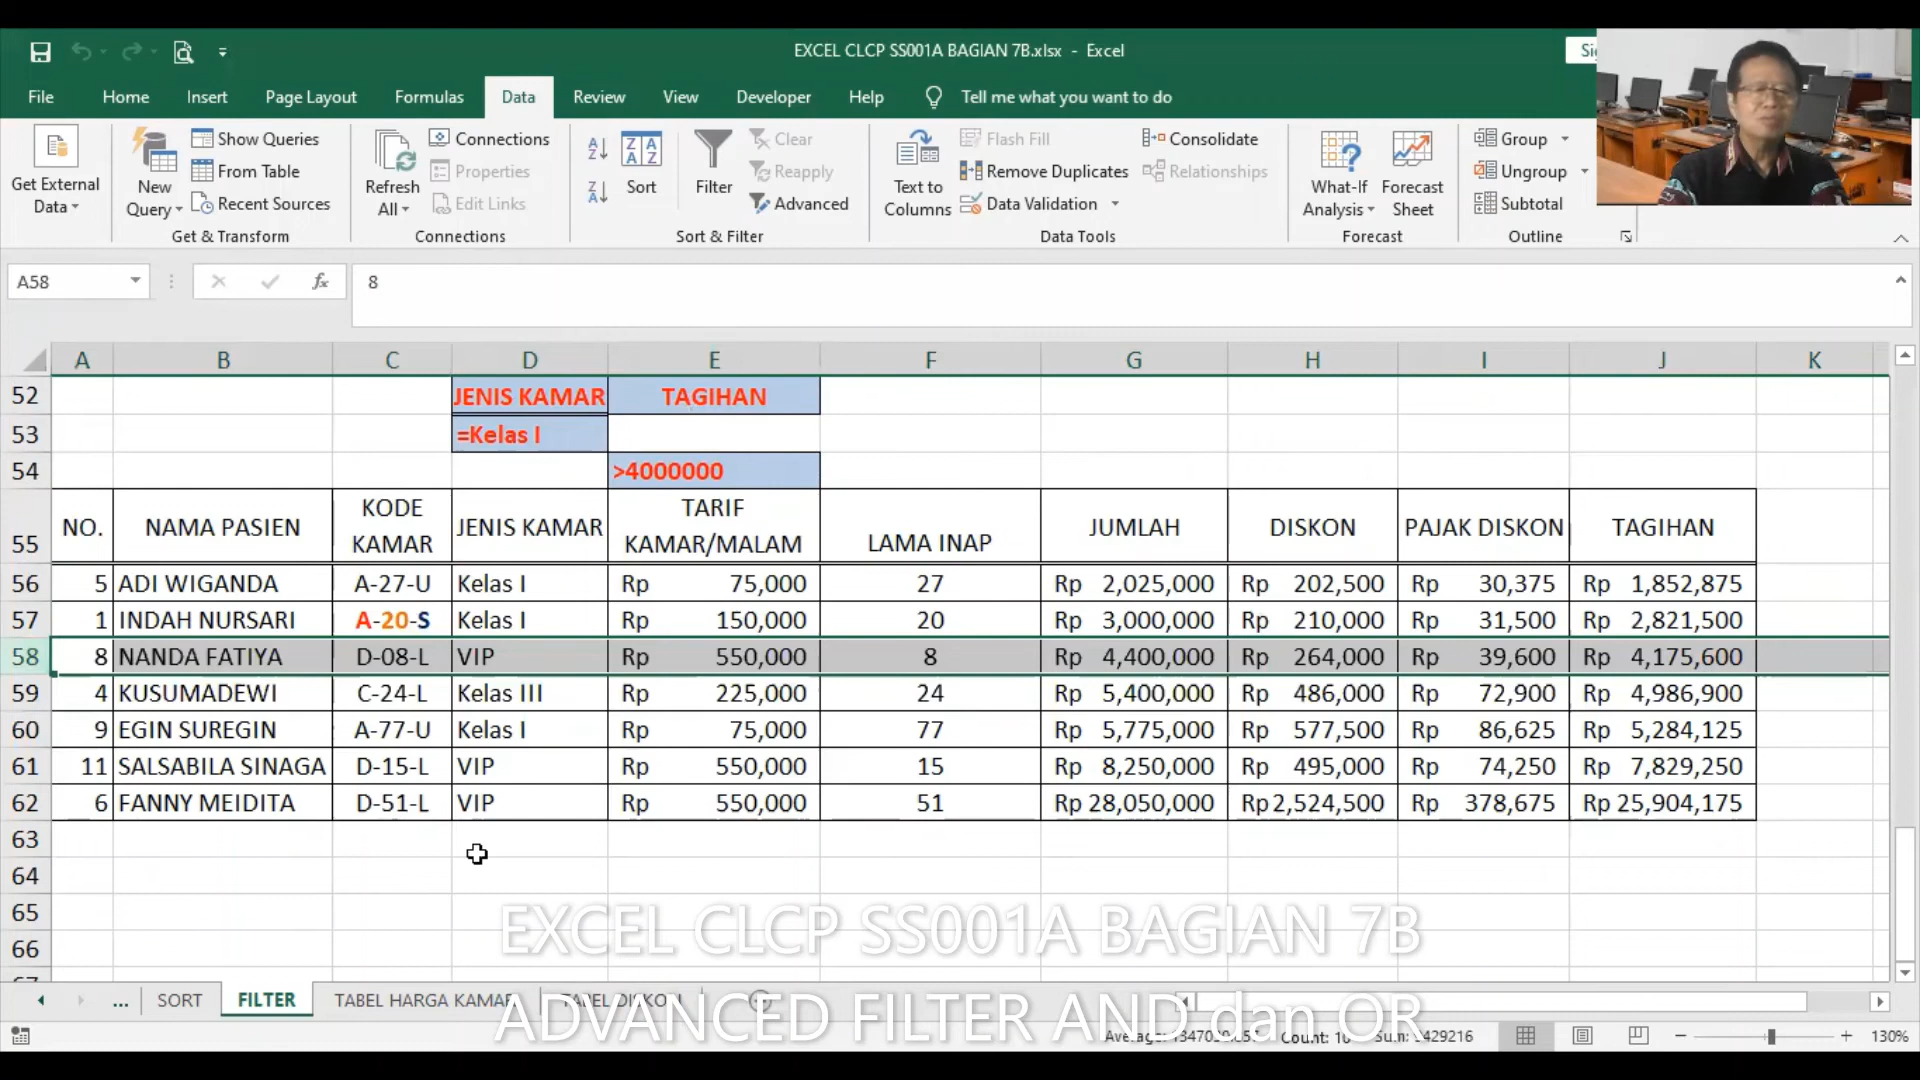 EXCEL CLCP SS001A BAGIAN 7B.xlsx - Excel
File Home Insert Page Layout Formulas Data Review View Developer Help Tell me what you want to do
Get External Data
New Query
Show Queries
From Table
Recent Sources
Get & Transform
Refresh All
Connections
Properties
Edit Links
Connections
Sort
Filter
Clear
Reapply
Advanced
Sort & Filter
Text to Columns
Flash Fill
Remove Duplicates
Data Validation
Consolidate
Relationships
Data Tools
What-If Analysis
Forecast Sheet
Forecast
Group
Ungroup
Subtotal
Outline
A58 fx 8
A B C D E F G H I J K
52 JENIS KAMAR TAGIHAN
53 =Kelas I
54 >4000000
55 NO. NAMA PASIEN KODE KAMAR JENIS KAMAR TARIF KAMAR/MALAM LAMA INAP JUMLAH DISKON PAJAK DISKON TAGIHAN
56 5 ADI WIGANDA A-27-U Kelas I Rp 75,000 27 Rp 2,025,000 Rp 202,500 Rp 30,375 Rp 1,852,875
57 1 INDAH NURSARI A-20-S Kelas I Rp 150,000 20 Rp 3,000,000 Rp 210,000 Rp 31,500 Rp 2,821,500
58 8 NANDA FATIYA D-08-L VIP Rp 550,000 8 Rp 4,400,000 Rp 264,000 Rp 39,600 Rp 4,175,600
59 4 KUSUMADEWI C-24-L Kelas III Rp 225,000 24 Rp 5,400,000 Rp 486,000 Rp 72,900 Rp 4,986,900
60 9 EGIN SUREGIN A-77-U Kelas I Rp 75,000 77 Rp 5,775,000 Rp 577,500 Rp 86,625 Rp 5,284,125
61 11 SALSABILA SINAGA D-15-L VIP Rp 550,000 15 Rp 8,250,000 Rp 495,000 Rp 74,250 Rp 7,829,250
62 6 FANNY MEIDITA D-51-L VIP Rp 550,000 51 Rp 28,050,000 Rp 2,524,500 Rp 378,675 Rp 25,904,175
63
64
65
66
EXCEL CLCP SS001A BAGIAN 7B
... SORT FILTER TABEL HARGA KAMAR TABEL DISKON
ADVANCED FILTER AND dan OR
Average: Count: Sum: 130%